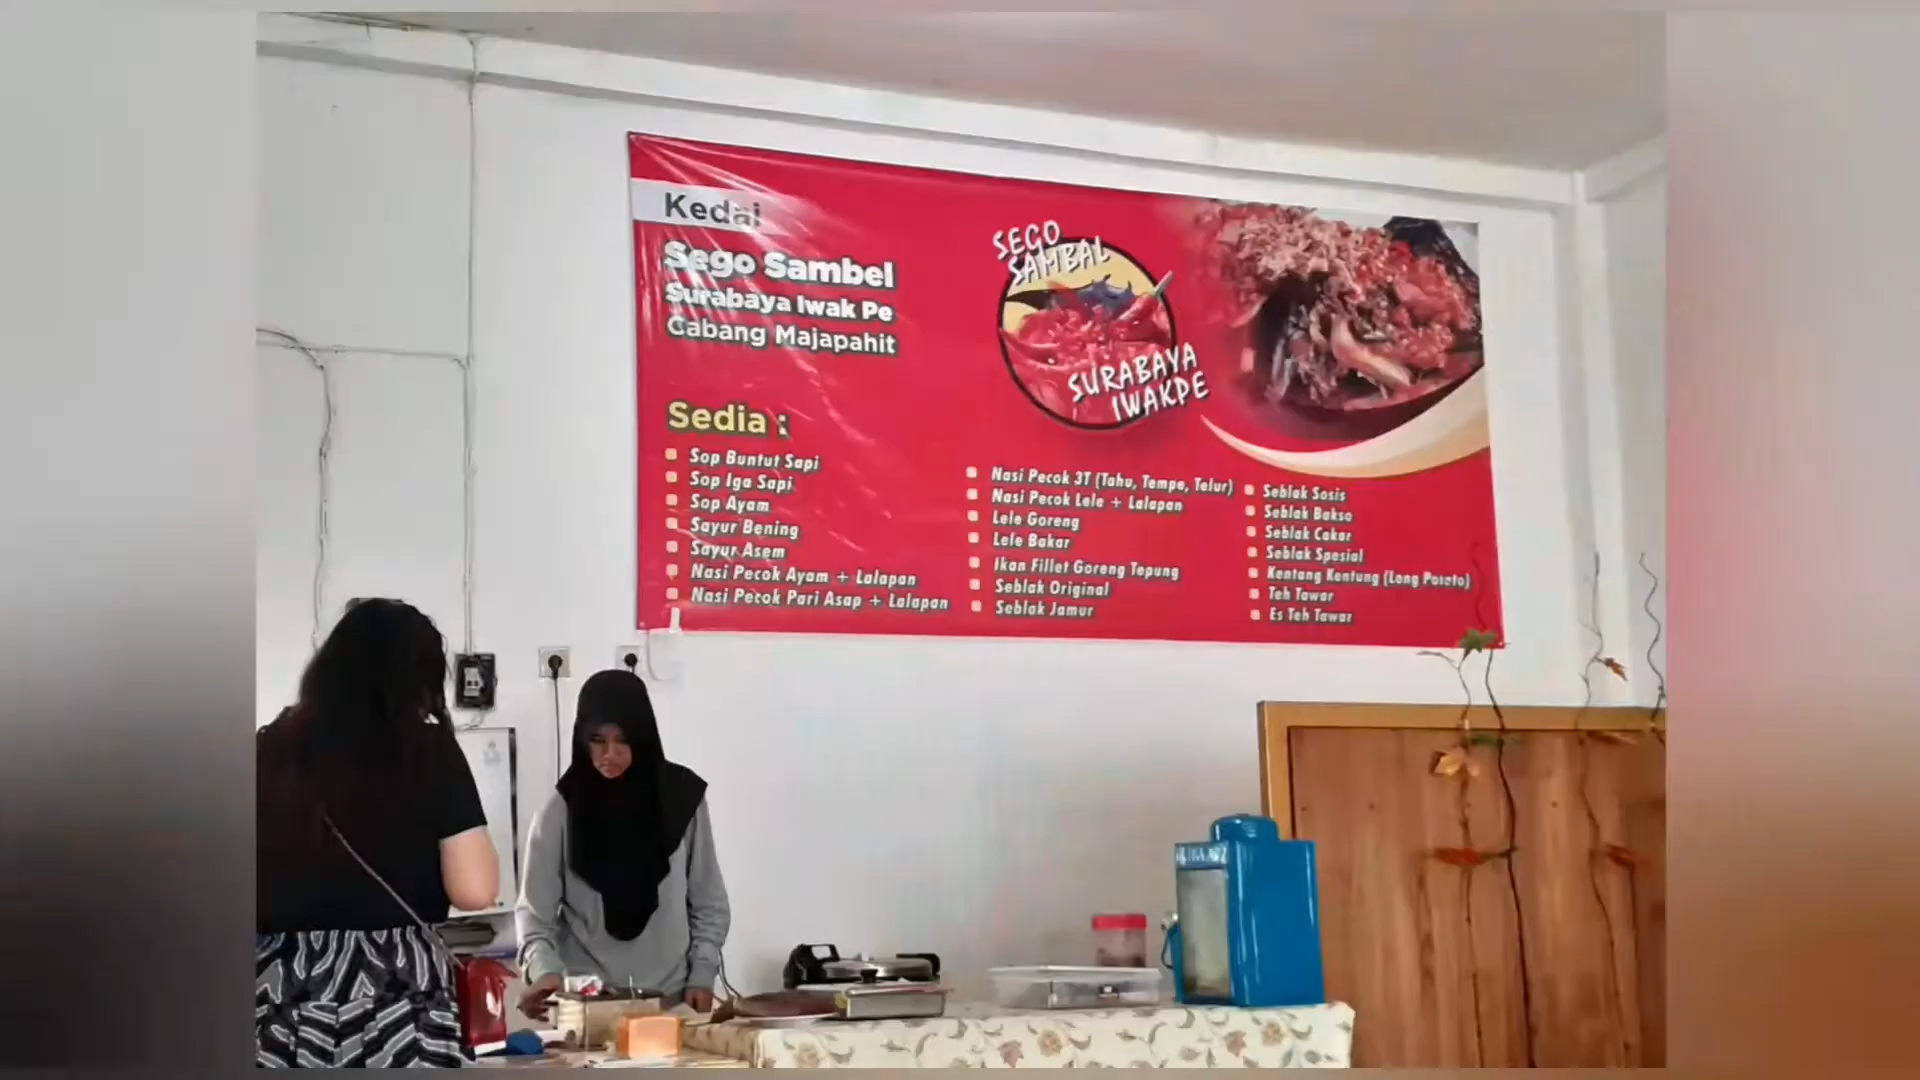 Kedai
Sego Sambel
Surabaya Iwak Pe
Cabang Majapahit
SEGO
SAMBAL
SURABAYA
IWAKPE
Sedia :
Sop Buntut Sapi
Sop Iga Sapi
Sop Ayam
Sayur Bening
Sayur Asem
Nasi Pecok Ayam + Lalapan
Nasi Pecok Pari Asap + Lalapan
Nasi Pecok 3T (Tahu, Tempe, Telur)
Nasi Pecok Lele + Lalapan
Lele Goreng
Lele Bakar
Ikan Fillet Goreng Tepung
Seblak Original
Seblak Jamur
Seblak Sosis
Seblak Bakso
Seblak Cakar
Seblak Spesial
Kentang Kentung (Long Potato)
Teh Tawar
Es Teh Tawar